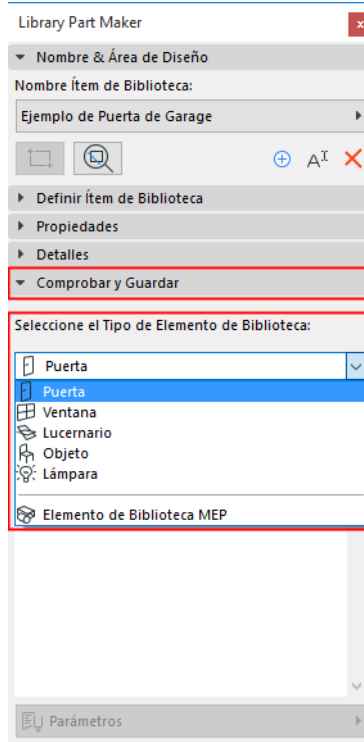 Library Part Maker
Nombre & Área de Diseño
Nombre Ítem de Biblioteca:
Ejemplo de Puerta de Garage
Definir Ítem de Biblioteca
Propiedades
Detalles
Comprobar y Guardar
Seleccione el Tipo de Elemento de Biblioteca:
Puerta
Puerta
Ventana
Lucernario
Objeto
Lámpara
Elemento de Biblioteca MEP
Parámetros